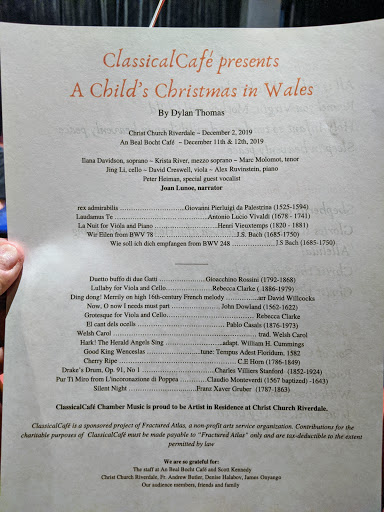 ClassicalCafé presents
A Child's Christmas in Wales
By Dylan Thomas
Christ Church Riverdale ~ December 2, 2019
An Beal Bocht Café ~ December 11th & 12th, 2019
Ilana Davidson, soprano ~ Krista River, mezzo soprano ~ Marc Molomot, tenor
Jing Li, cello ~ David Creswell, viola ~ Alex Ruvinstein, piano
Peter Heiman, special guest vocalist
Joan Lunoe, narrator
rex admirabilis ........ Giovanni Pierluigi da Palestrina (1525-1594)
Laudamus Te ........ Antonio Lucio Vivaldi (1678 - 1741)
La Nuit for Viola and Piano ........ Henri Vieuxtemps (1820 - 1881)
Wir Eilen from BWV 78 ........ J.S. Bach (1685-1750)
Wie soll ich dich empfangen from BWV 248 ........ J.S Bach (1685-1750)
Duetto buffo di due Gatti ........ Gioacchino Rossini (1792-1868)
Lullaby for Viola and Cello ........ Rebecca Clarke ( 1886-1979)
Ding dong! Merrily on high 16th-century French melody ........ arr David Willcocks
Now, O now I needs must part ........ John Dowland (1562-1622)
Grotesque for Viola and Cello ........ Rebecca Clarke
El cant dels ocells ........ Pablo Casals (1876-1973)
Welsh Carol ........ trad. Welsh Carol
Hark! The Herald Angels Sing ........ adapt. William H. Cummings
Good King Wenceslas ........ tune: Tempus Adest Floridum, 1582
Cherry Ripe ........ C.E Horn (1786-1849)
Drake's Drum, Op. 91, No 1 ........ Charles Villiers Stanford (1852-1924)
Pur Ti Miro from L'incoronazione di Poppea ........ Claudio Monteverdi (1567 baptized) -1643)
Silent Night ........ Franz Xaver Gruber (1787-1863)
ClassicalCafé Chamber Music is proud to be Artist in Residence at Christ Church Riverdale.
ClassicalCafé is a sponsored project of Fractured Atlas, a non-profit arts service organization. Contributions for the
charitable purposes of ClassicalCafé must be made payable to "Fractured Atlas" only and are tax-deductible to the extent
permitted by law
We are so grateful for:
The staff at An Beal Bocht Café and Scott Kennedy
Christ Church Riverdale, Fr. Andrew Butler, Denise Halabov, James Onyango
Our audience members, friends and family